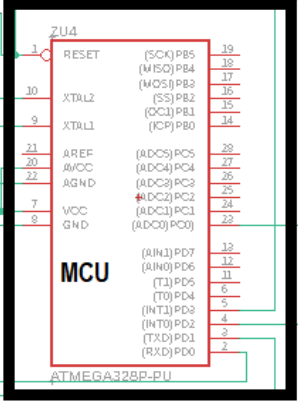 ZU4
1 RESET (SCK)PB5 19
(MISO)PB4 18
(MOSI)PB3 17
10 XTAL2 (SS)PB2 16
(OC1)PB1 15
9 XTAL1 (ICP)PB0 14
21 AREF (ADC5)PC5 28
20 AVCC (ADC4)PC4 27
22 AGND (ADC3)PC3 26
(ADC2)PC2 25
7 VCC (ADC1)PC1 24
8 GND (ADC0)PC0) 23
(AIN1)PD7 13
(AIN0)PD6 12
(T1)PD5 11
MCU
(T0)PD4 6
(INT1)PD3 5
(INT0)PD2 4
(TXD)PD1 3
(RXD)PD0 2
ATMEGA328P-PU